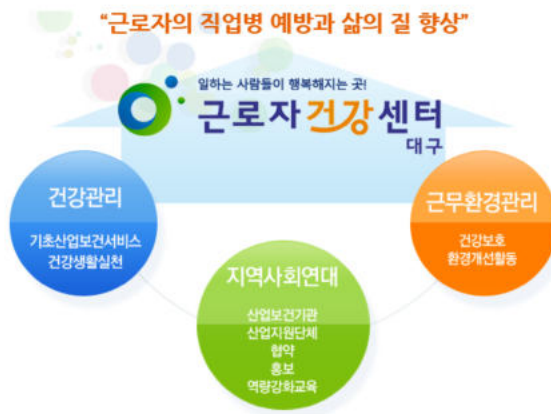 “근로자의 직업병 예방과 삶의 질 향상”
일하는 사람들이 행복해지는 곳!
근로자건강센터
대구
건강관리
기초산업보건서비스
건강생활실천
지역사회연대
산업보건기관
산업지원단체
협약
홍보
역량강화교육
근무환경관리
건강보호
환경개선활동